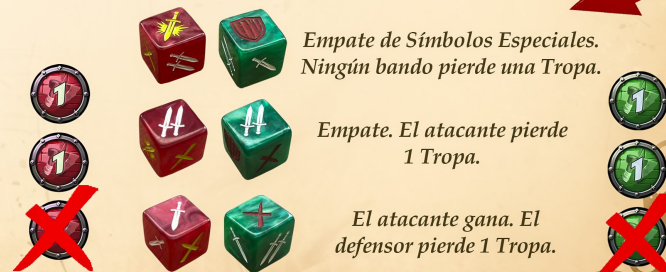 Empate de Símbolos Especiales.
Ningún bando pierde una Tropa.
1
1
Empate. El atacante pierde
1 Tropa.
1
1
El atacante gana. El
defensor pierde 1 Tropa.